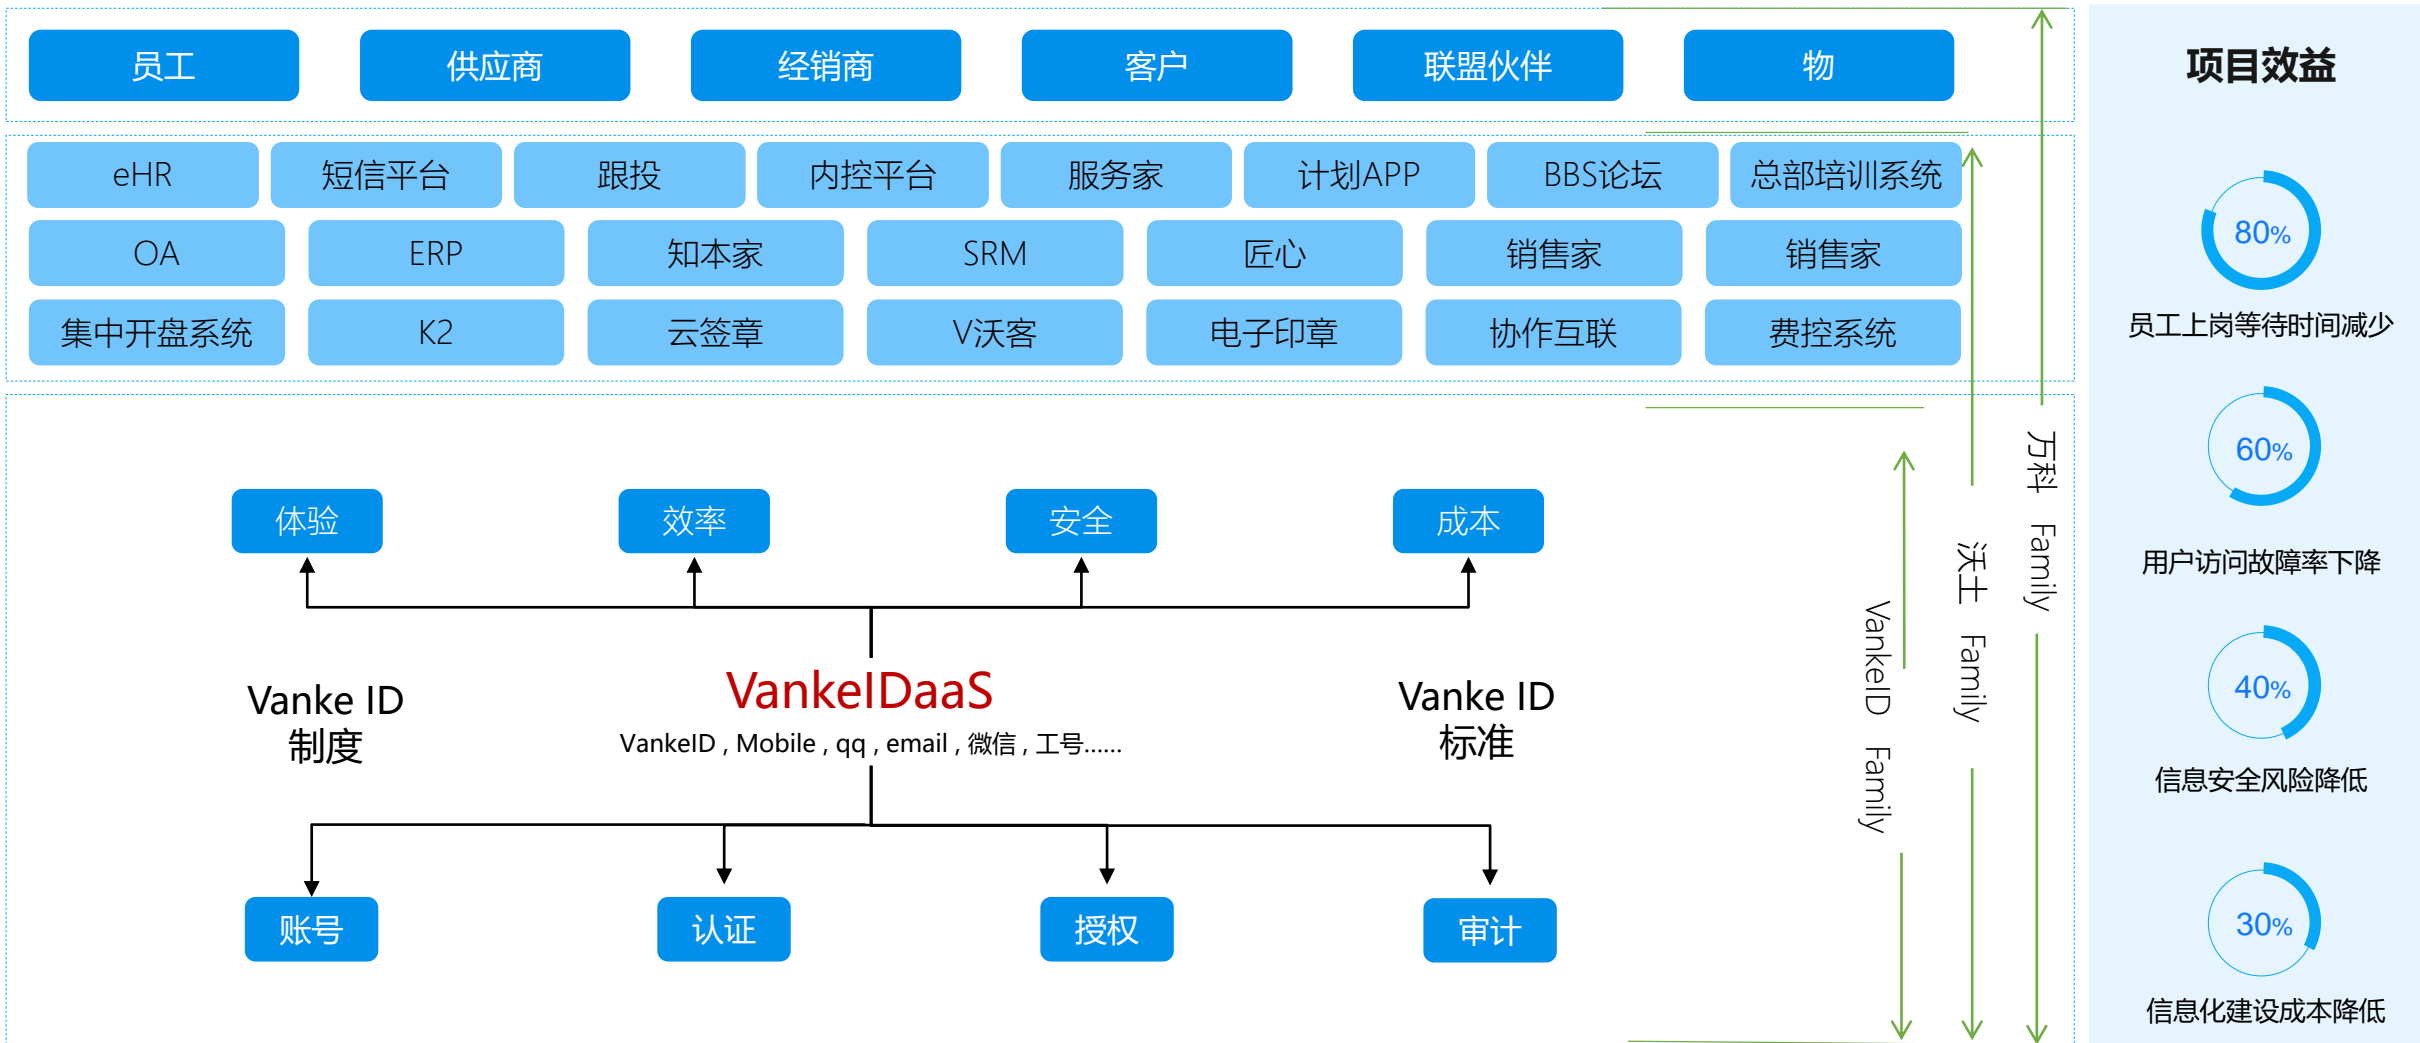 员工
供应商
经销商
客户
联盟伙伴
物
eHR
短信平台
跟投
内控平台
服务家
计划APP
BBS论坛
总部培训系统
OA
ERP
知本家
SRM
匠心
销售家
销售家
集中开盘系统
K2
云签章
V沃客
电子印章
协作互联
费控系统
体验
效率
安全
成本
Vanke ID
制度
VankeIDaaS
VankeID , Mobile , qq , email , 微信 , 工号......
Vanke ID
标准
账号
认证
授权
审计
VankeID Family
沃土 Family
万科 Family
项目效益
80%
员工上岗等待时间减少
60%
用户访问故障率下降
40%
信息安全风险降低
30%
信息化建设成本降低